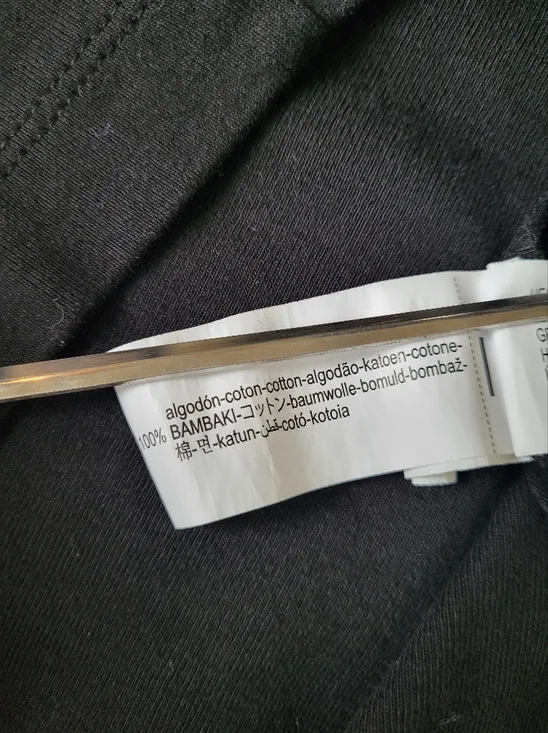 algodón-coton-cotton-algodão-katoen-cotone-
100% BAMBAKI-コットン-baumwolle-bomuld-bombaž-
棉-면-katun-قطن-cotó-kotoia